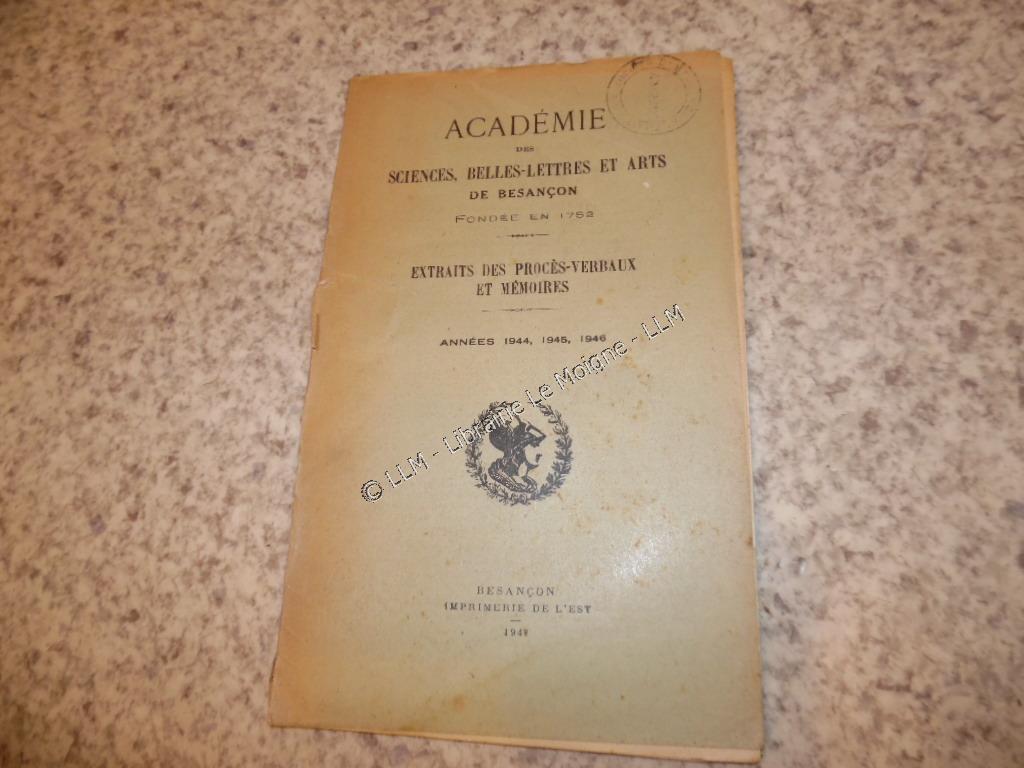 ACADÉMIE
DES
SCIENCES, BELLES-LETTRES ET ARTS
DE BESANÇON
FONDÉE EN 1752
EXTRAITS DES PROCÈS-VERBAUX
ET MÉMOIRES
ANNÉES 1944, 1945, 1946
© LLM - Librairie Le Moigne - LLM
BESANÇON
IMPRIMERIE DE L'EST